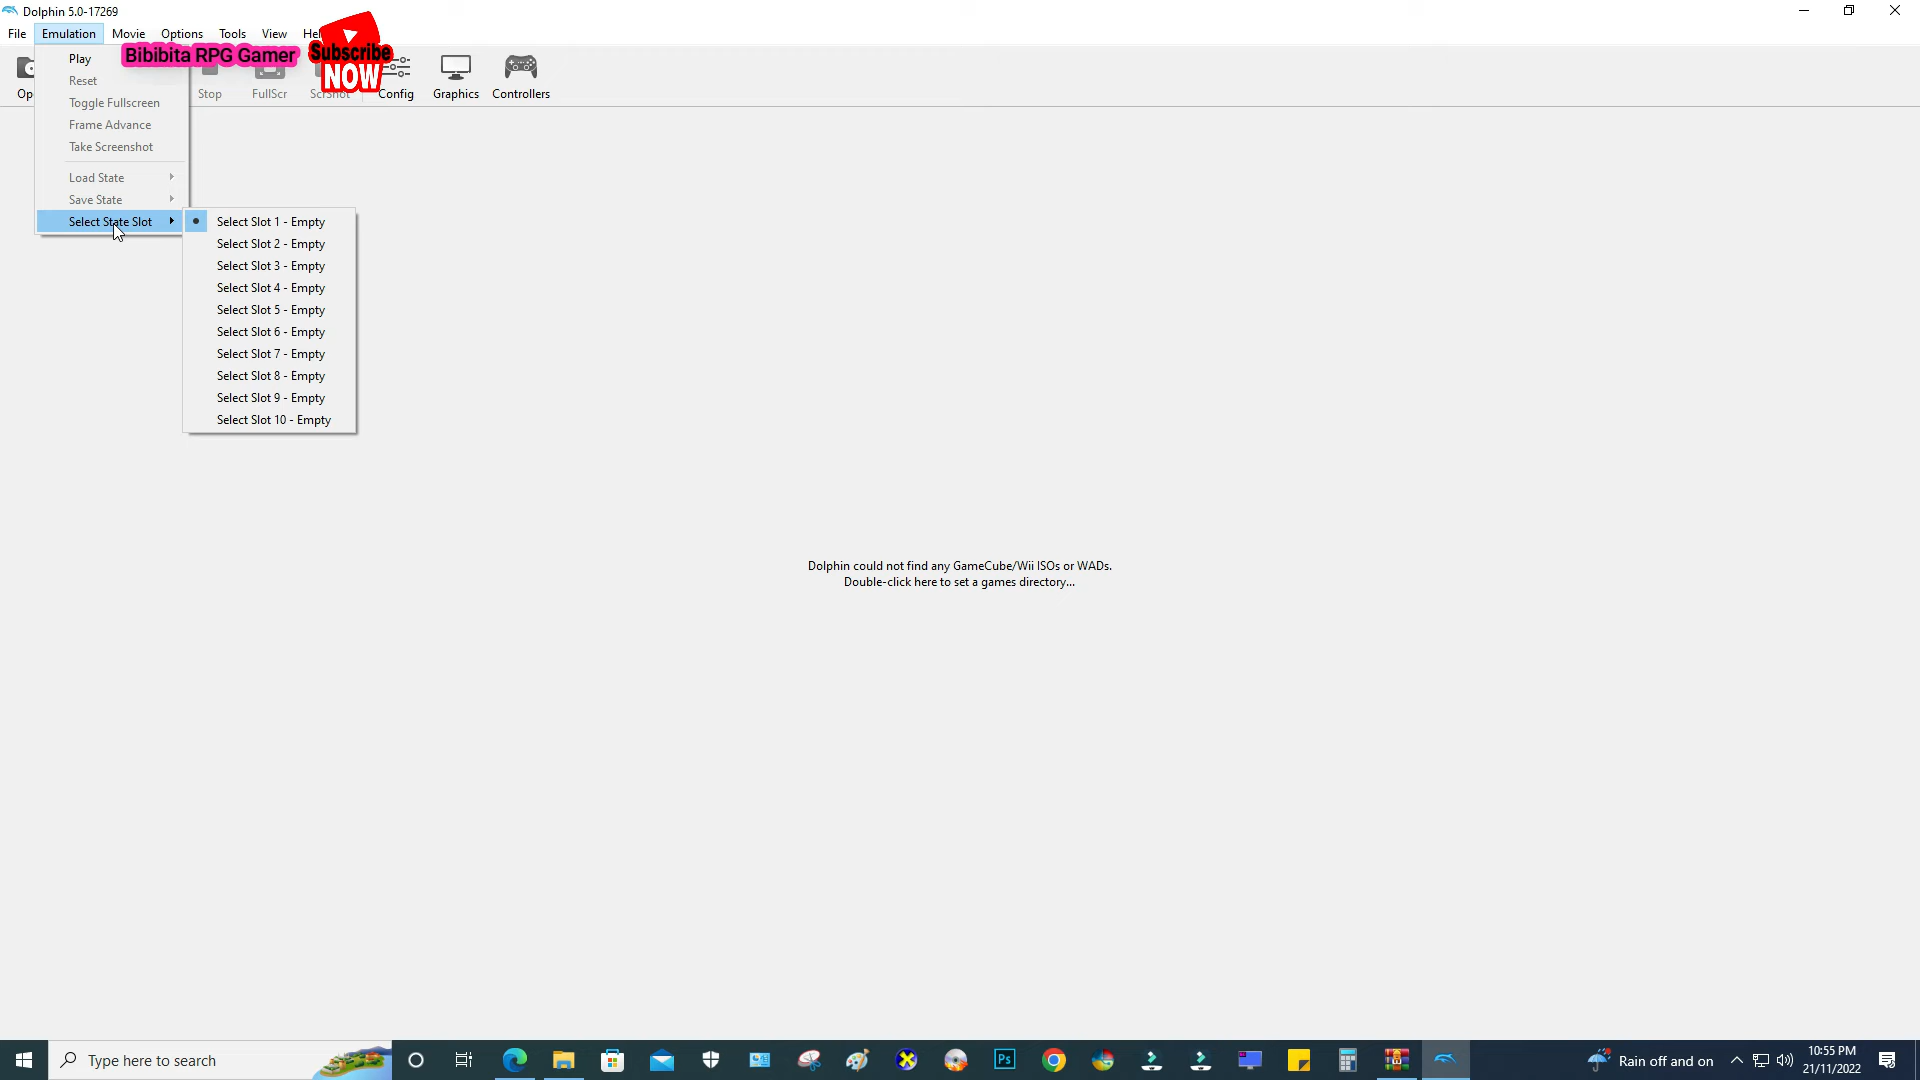 Dolphin 5.0-17269
File Emulation Movie Options Tools View Hel
Bibibita RPG Gamer
Subscribe
NOW
Op
Stop FullScr ScrShot Config Graphics Controllers
Play
Reset
Toggle Fullscreen
Frame Advance
Take Screenshot
Load State
Save State
Select State Slot
Select Slot 1 - Empty
Select Slot 2 - Empty
Select Slot 3 - Empty
Select Slot 4 - Empty
Select Slot 5 - Empty
Select Slot 6 - Empty
Select Slot 7 - Empty
Select Slot 8 - Empty
Select Slot 9 - Empty
Select Slot 10 - Empty
Dolphin could not find any GameCube/Wii ISOs or WADs.
Double-click here to set a games directory...
Type here to search
Ps
Rain off and on
10:55 PM
21/11/2022